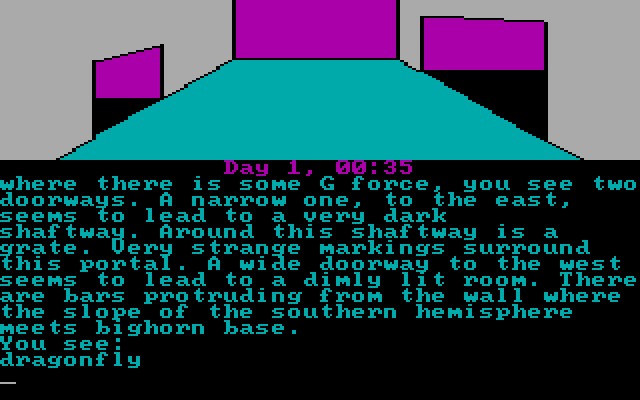 Day 1, 00:35
where there is some G force, you see two
doorways. A narrow one, to the east,
seems to lead to a very dark
shaftway. Around this shaftway is a
grate. Very strange markings surround
this portal. A wide doorway to the west
seems to lead to a dimly lit room. There
are bars protruding from the wall where
the slope of the southern hemisphere
meets bighorn base.
You see:
dragonfly